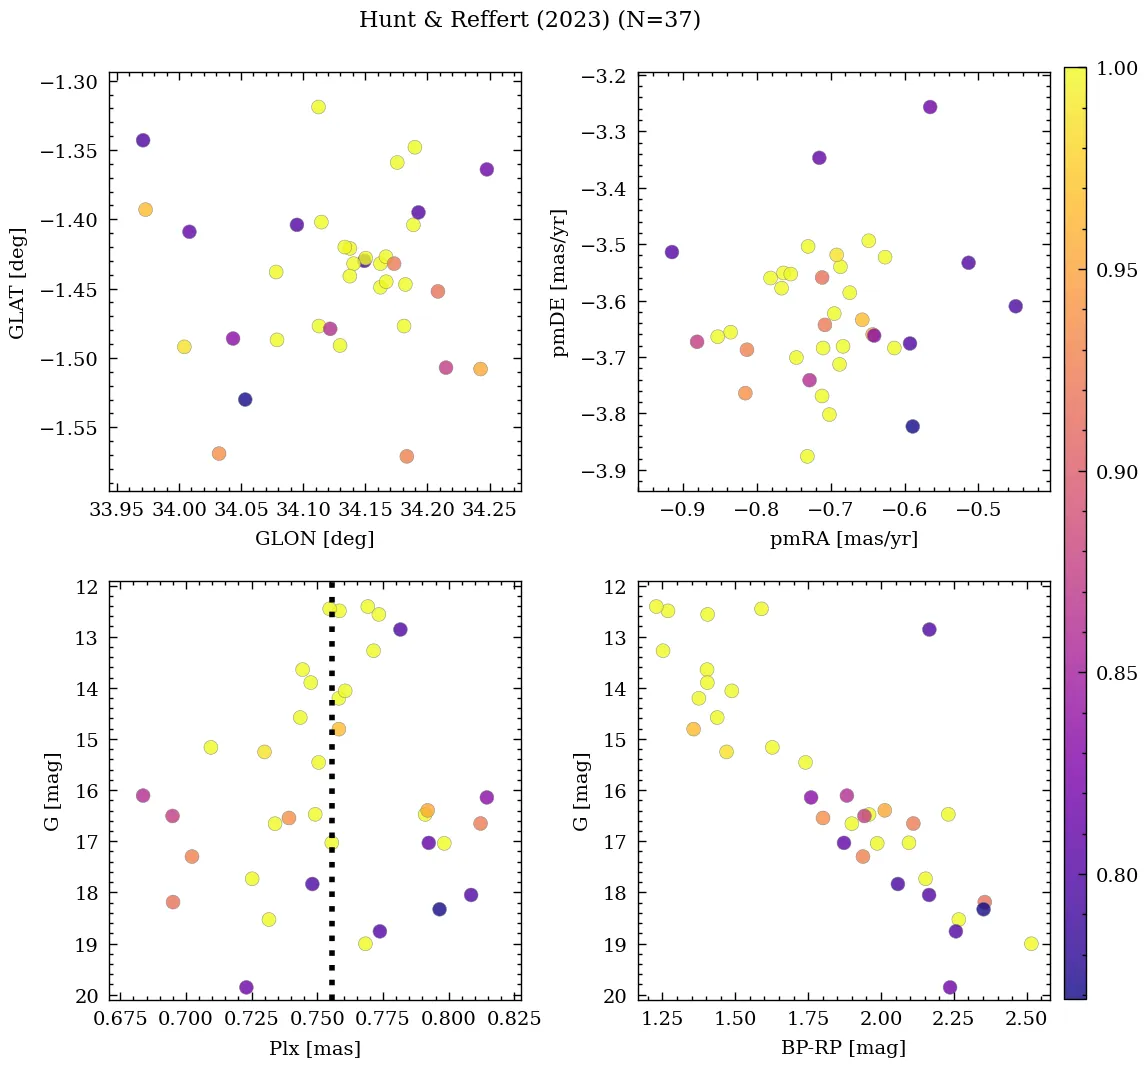 Hunt & Reffert (2023) (N=37)
−1.30
−1.35
−1.40
−1.45
−1.50
−1.55
GLAT [deg]
33.95 34.00 34.05 34.10 34.15 34.20 34.25
GLON [deg]
−3.2
−3.3
−3.4
−3.5
−3.6
−3.7
−3.8
−3.9
pmDE [mas/yr]
−0.9 −0.8 −0.7 −0.6 −0.5
pmRA [mas/yr]
1.00
0.95
0.90
0.85
0.80
12
13
14
15
16
17
18
19
20
G [mag]
0.675 0.700 0.725 0.750 0.775 0.800 0.825
Plx [mas]
12
13
14
15
16
17
18
19
20
G [mag]
1.25 1.50 1.75 2.00 2.25 2.50
BP-RP [mag]